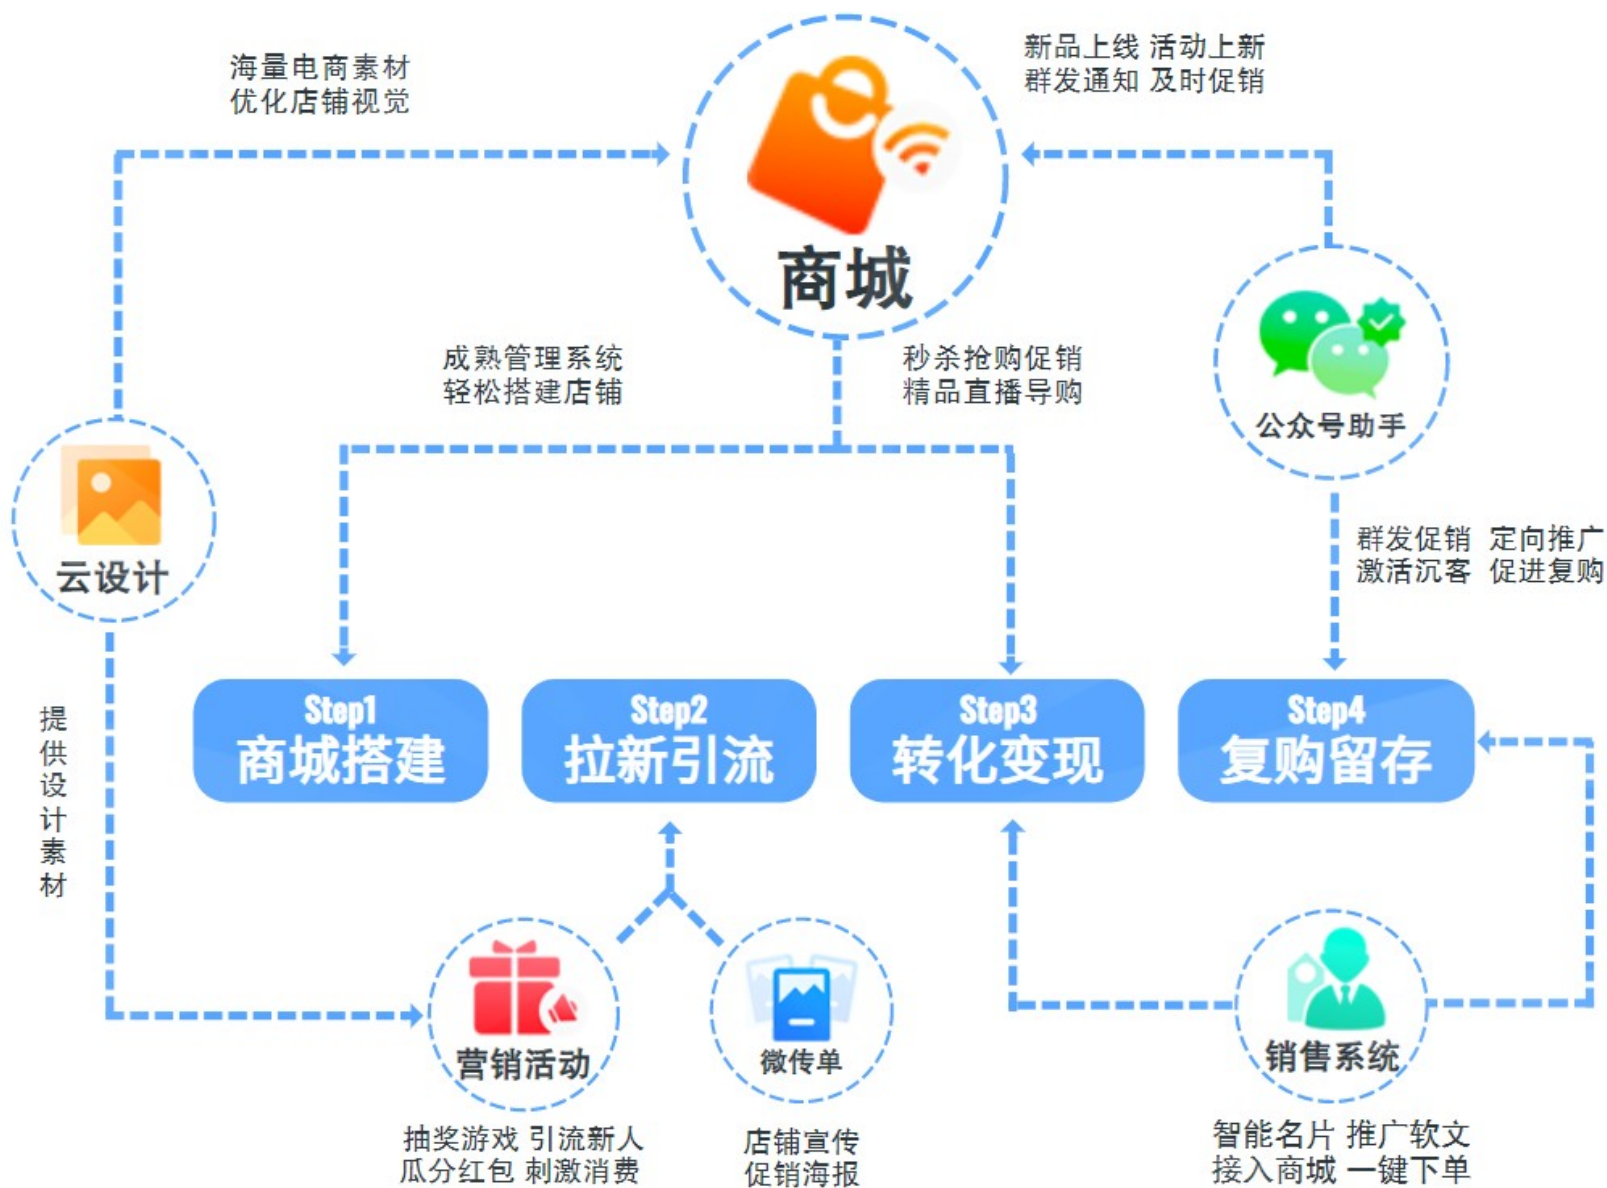 海量电商素材
优化店铺视觉
新品上线 活动上新
群发通知 及时促销
商城
成熟管理系统
轻松搭建店铺
秒杀抢购促销
精品直播导购
公众号助手
云设计
群发促销 定向推广
激活沉客 促进复购
提供设计素材
Step1
商城搭建
Step2
拉新引流
Step3
转化变现
Step4
复购留存
营销活动
抽奖游戏 引流新人
瓜分红包 刺激消费
微传单
店铺宣传
促销海报
销售系统
智能名片 推广软文
接入商城 一键下单